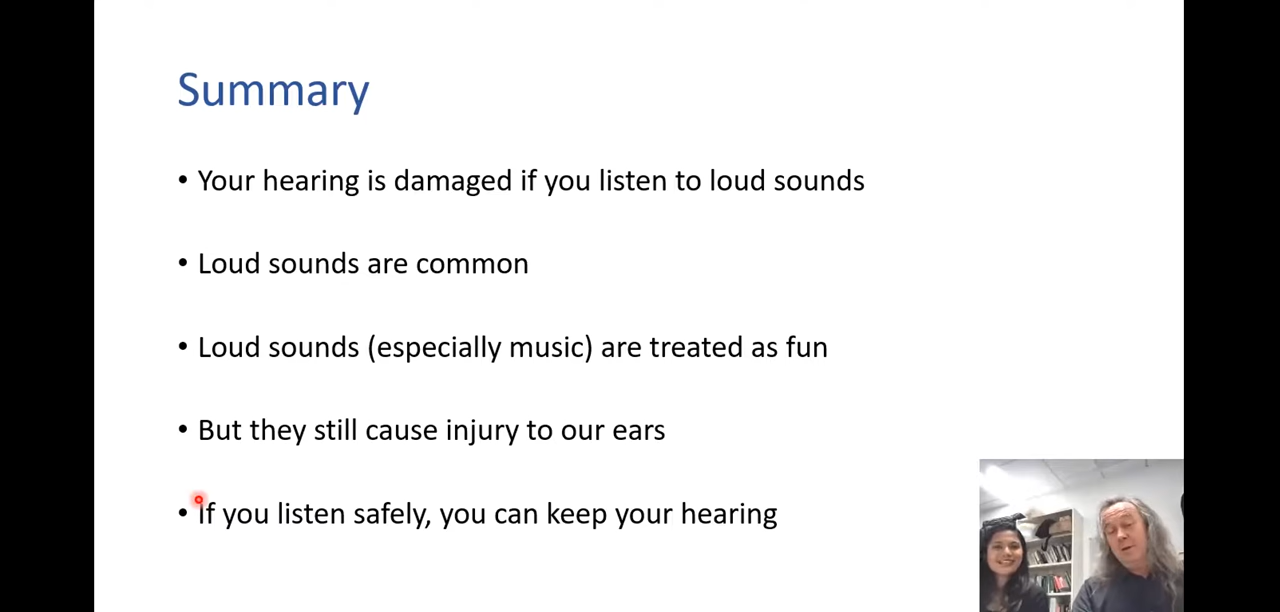 Summary
• Your hearing is damaged if you listen to loud sounds
• Loud sounds are common
• Loud sounds (especially music) are treated as fun
• But they still cause injury to our ears
• If you listen safely, you can keep your hearing